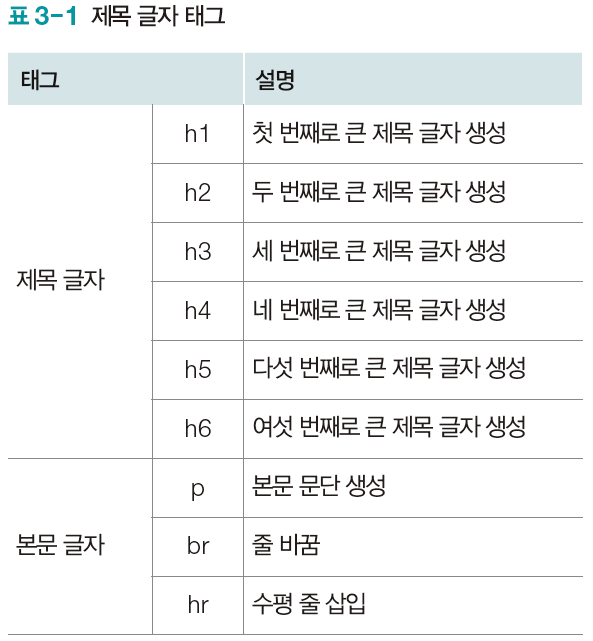 표 3-1 제목 글자 태그
태그 설명
제목 글자
h1 첫 번째로 큰 제목 글자 생성
h2 두 번째로 큰 제목 글자 생성
h3 세 번째로 큰 제목 글자 생성
h4 네 번째로 큰 제목 글자 생성
h5 다섯 번째로 큰 제목 글자 생성
h6 여섯 번째로 큰 제목 글자 생성
본문 글자
p 본문 문단 생성
br 줄 바꿈
hr 수평 줄 삽입